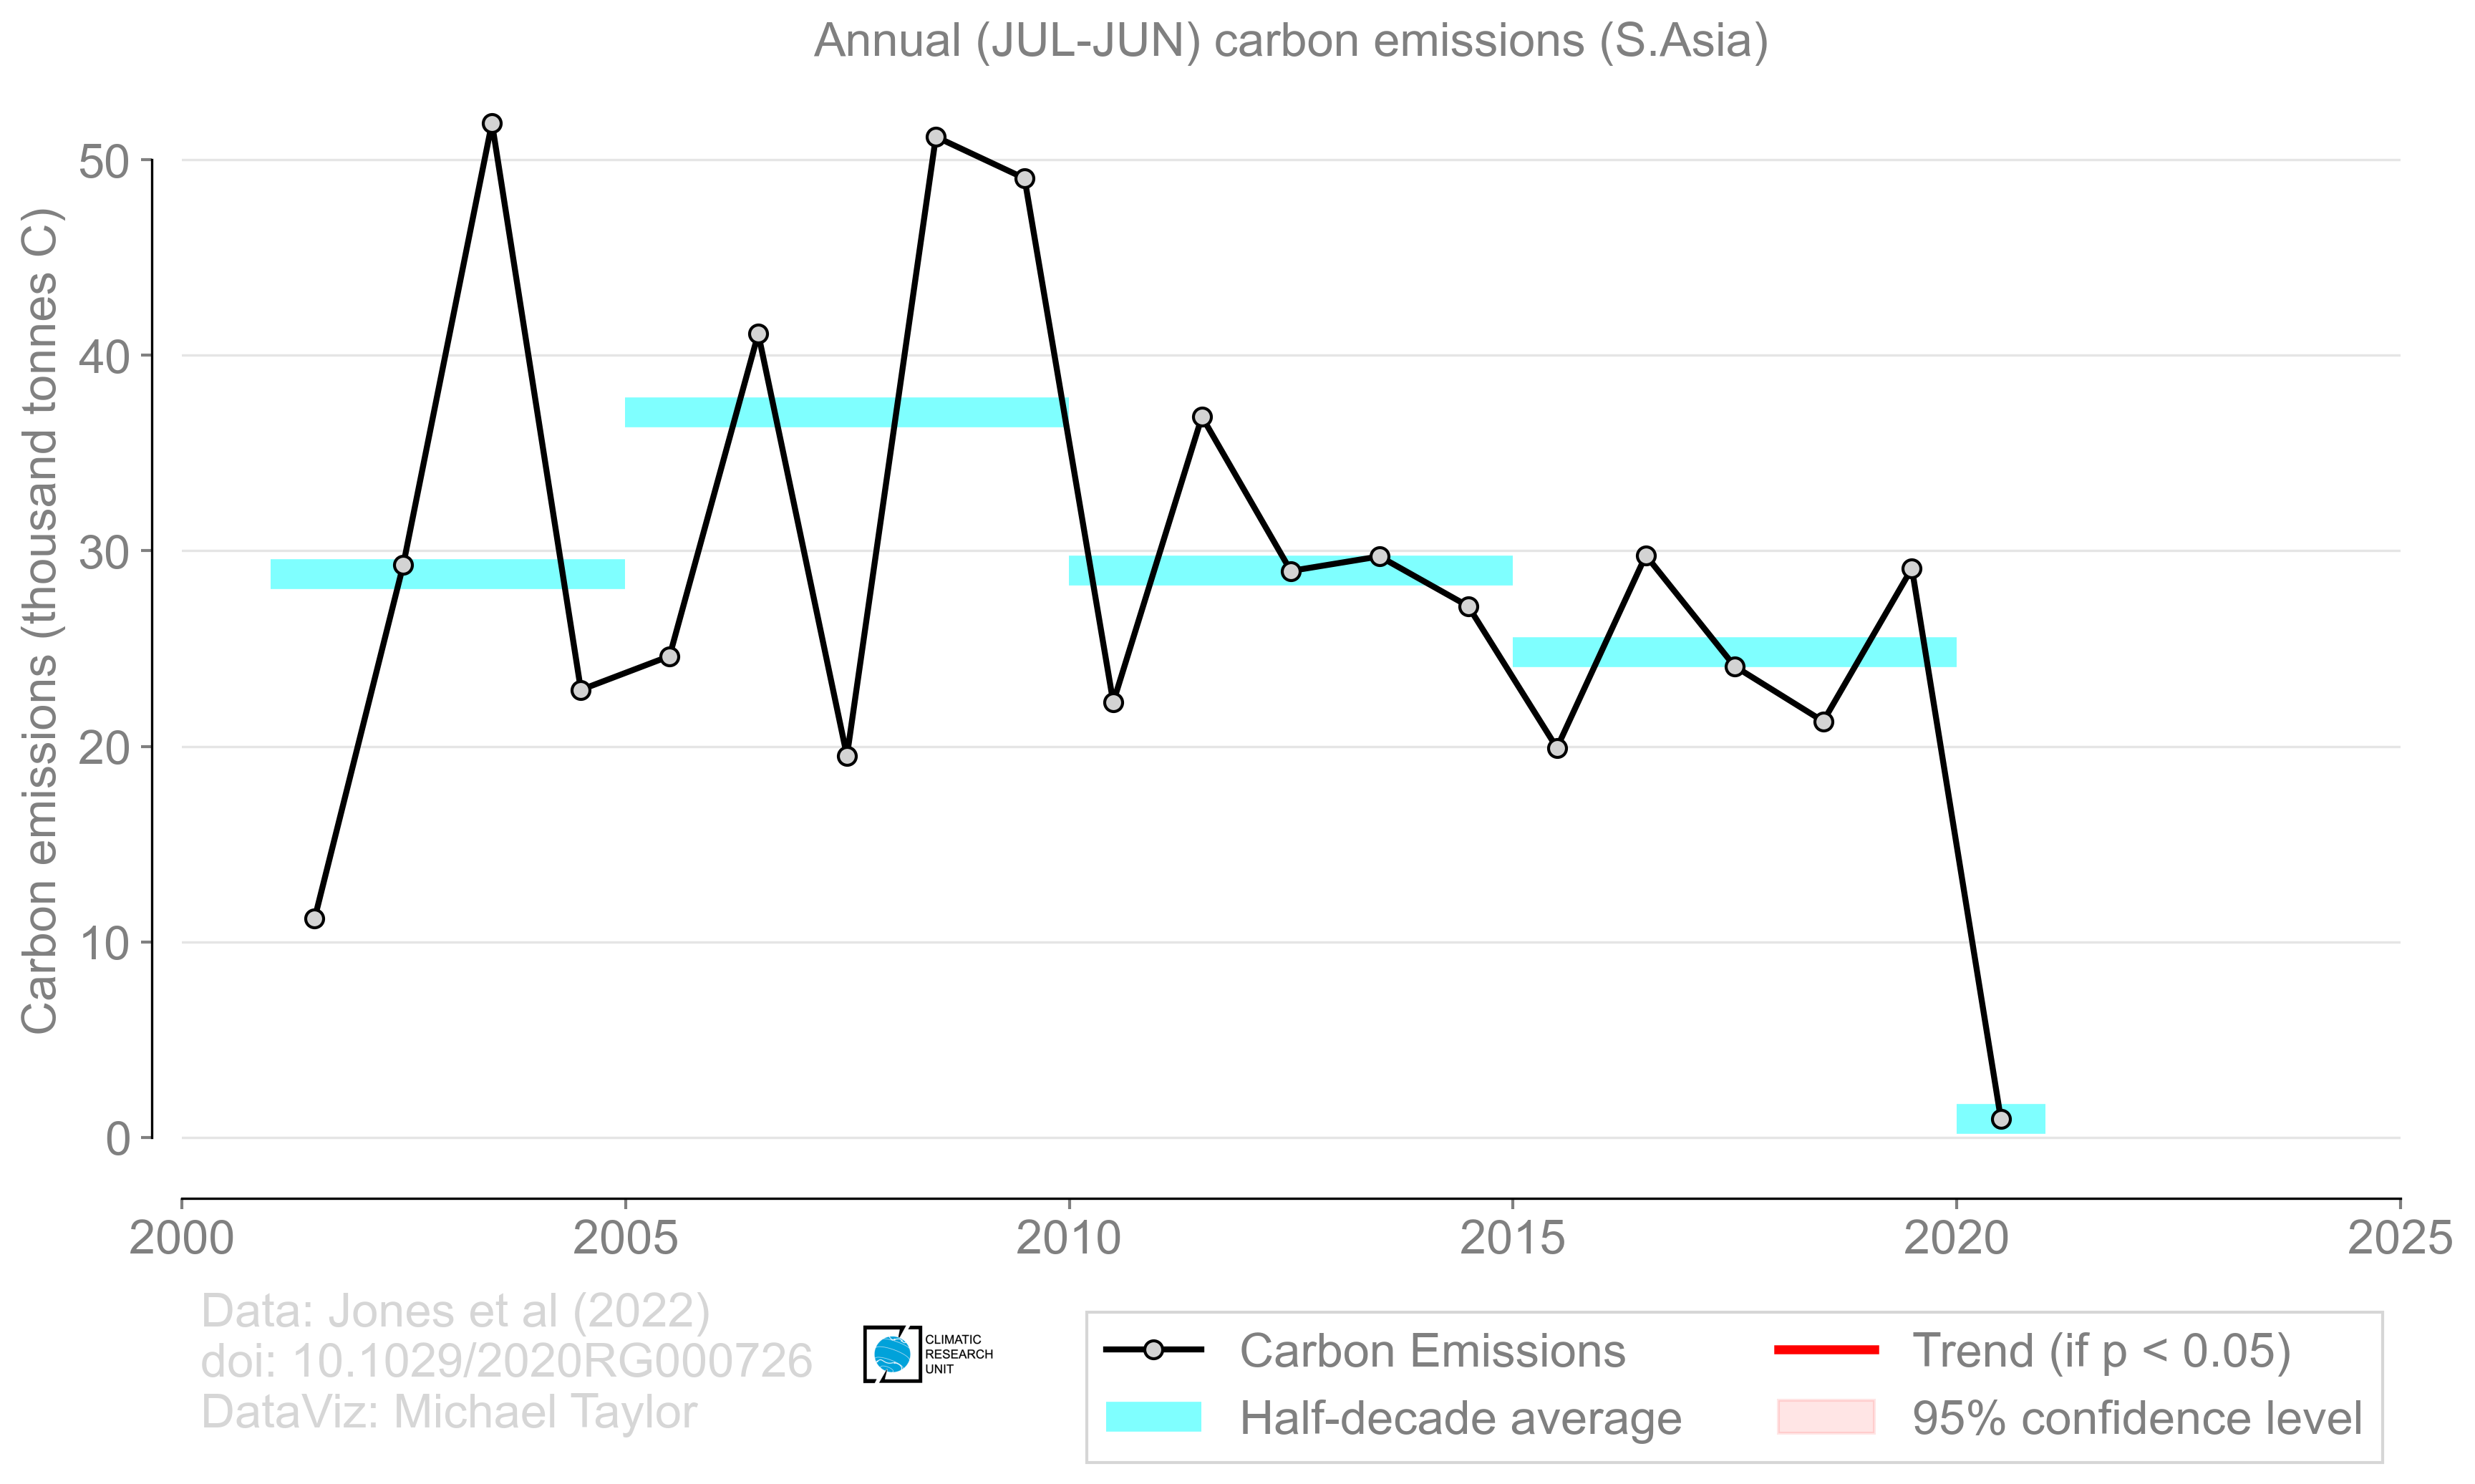 Annual (JUL-JUN) carbon emissions (S.Asia)
Carbon emissions (thousand tonnes C)
50
40
30
20
10
0
2000 2005 2010 2015 2020 2025
Data: Jones et al (2022)
doi: 10.1029/2020RG000726
DataViz: Michael Taylor
CLIMATIC
RESEARCH
UNIT
Carbon Emissions
Half-decade average
Trend (if p < 0.05)
95% confidence level